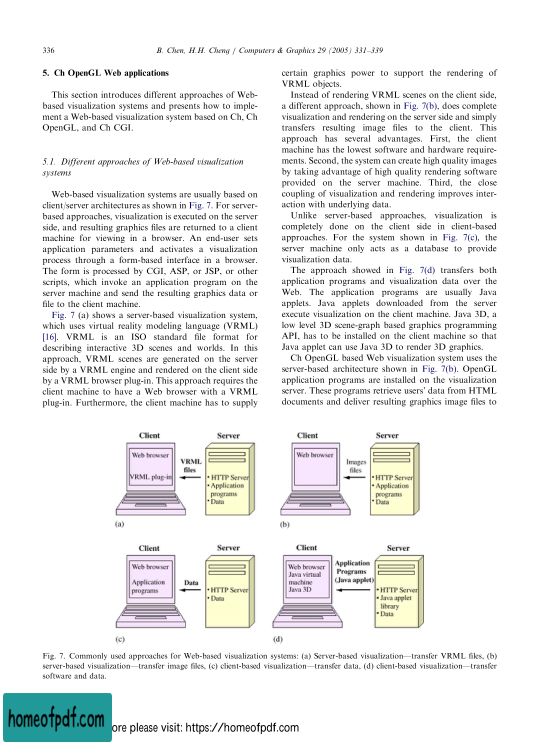 336
B. Chen, H.H. Cheng / Computers & Graphics 29 (2005) 331–339
5. Ch OpenGL Web applications
This section introduces different approaches of Web-
based visualization systems and presents how to imple-
ment a Web-based visualization system based on Ch, Ch
OpenGL, and Ch CGI.
5.1. Different approaches of Web-based visualization
systems
Web-based visualization systems are usually based on
client/server architectures as shown in Fig. 7. For server-
based approaches, visualization is executed on the server
side, and resulting graphics files are returned to a client
machine for viewing in a browser. An end-user sets
application parameters and activates a visualization
process through a form-based interface in a browser.
The form is processed by CGI, ASP, or JSP, or other
scripts, which invoke an application program on the
server machine and send the resulting graphics data or
file to the client machine.
Fig. 7 (a) shows a server-based visualization system,
which uses virtual reality modeling language (VRML)
[16]. VRML is an ISO standard file format for
describing interactive 3D scenes and worlds. In this
approach, VRML scenes are generated on the server
side by a VRML engine and rendered on the client side
by a VRML browser plug-in. This approach requires the
client machine to have a Web browser with a VRML
plug-in. Furthermore, the client machine has to supply
certain graphics power to support the rendering of
VRML objects.
Instead of rendering VRML scenes on the client side,
a different approach, shown in Fig. 7(b), does complete
visualization and rendering on the server side and simply
transfers resulting image files to the client. This
approach has several advantages. First, the client
machine has the lowest software and hardware require-
ments. Second, the system can create high quality images
by taking advantage of high quality rendering software
provided on the server machine. Third, the close
coupling of visualization and rendering improves inter-
action with underlying data.
Unlike server-based approaches, visualization is
completely done on the client side in client-based
approaches. For the system shown in Fig. 7(c), the
server machine only acts as a database to provide
visualization data.
The approach showed in Fig. 7(d) transfers both
application programs and visualization data over the
Web. The application programs are usually Java
applets. Java applets downloaded from the server
execute visualization on the client machine. Java 3D, a
low level 3D scene-graph based graphics programming
API, has to be installed on the client machine so that
Java applet can use Java 3D to render 3D graphics.
Ch OpenGL based Web visualization system uses the
server-based architecture shown in Fig. 7(b). OpenGL
application programs are installed on the visualization
server. These programs retrieve users' data from HTML
documents and deliver resulting graphics image files to
Client
Server
Web browser
VRML plug-in
VRML
files
• HTTP Server
• Application
programs
• Data
(a)
Client
Server
Web browser
Images
files
• HTTP Server
• Application
programs
• Data
(b)
Client
Server
Web browser
Application
programs
Data
• HTTP Server
• Data
(c)
Client
Server
Web browser
Java virtual
machine
Java 3D
Application
Programs
(Java applet)
• HTTP Server
• Java applet
library
• Data
(d)
Fig. 7. Commonly used approaches for Web-based visualization systems: (a) Server-based visualization—transfer VRML files, (b)
server-based visualization—transfer image files, (c) client-based visualization—transfer data, (d) client-based visualization—transfer
software and data.
homeofpdf.com
ore please visit: https://homeofpdf.com